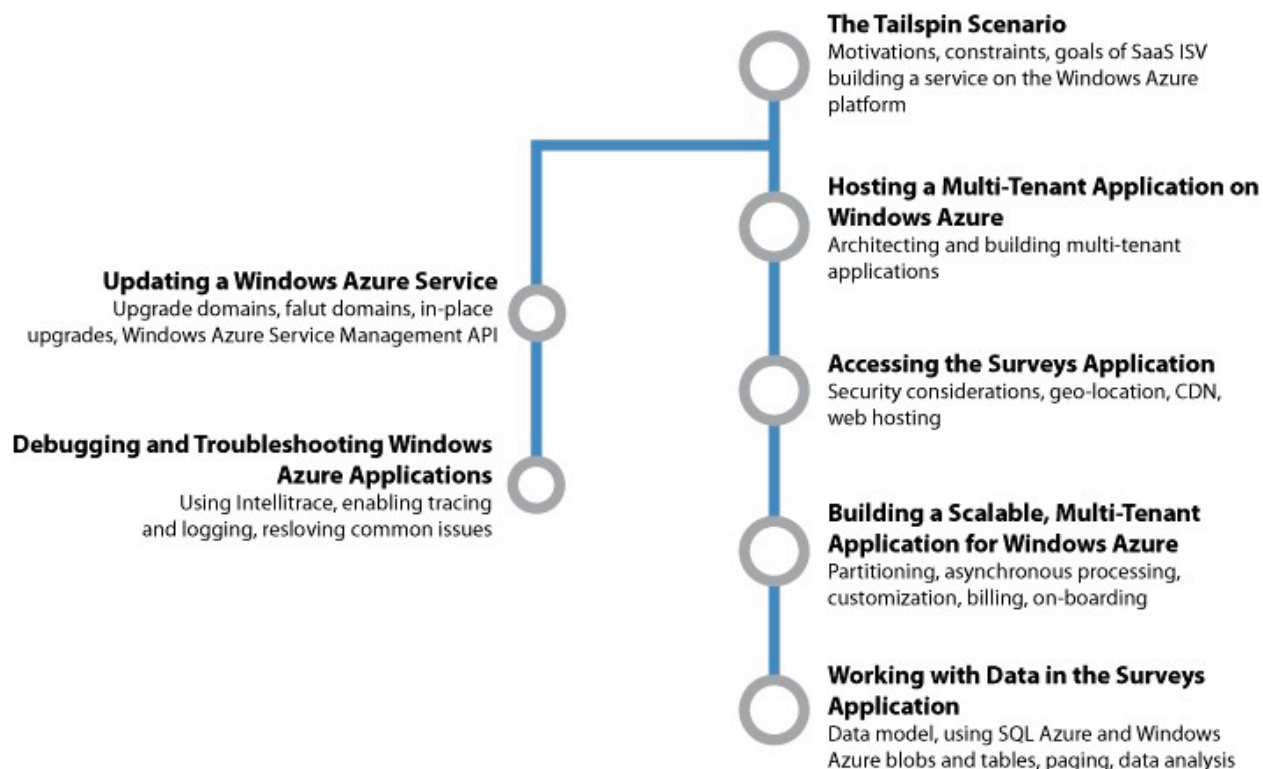 The Tailspin Scenario
Motivations, constraints, goals of SaaS ISV
building a service on the Windows Azure
platform
Hosting a Multi-Tenant Application on
Windows Azure
Architecting and building multi-tenant
applications
Updating a Windows Azure Service
Upgrade domains, falut domains, in-place
upgrades, Windows Azure Service Management API
Accessing the Surveys Application
Security considerations, geo-location, CDN,
web hosting
Debugging and Troubleshooting Windows
Azure Applications
Using Intellitrace, enabling tracing
and logging, resloving common issues
Building a Scalable, Multi-Tenant
Application for Windows Azure
Partitioning, asynchronous processing,
customization, billing, on-boarding
Working with Data in the Surveys
Application
Data model, using SQL Azure and Windows
Azure blobs and tables, paging, data analysis